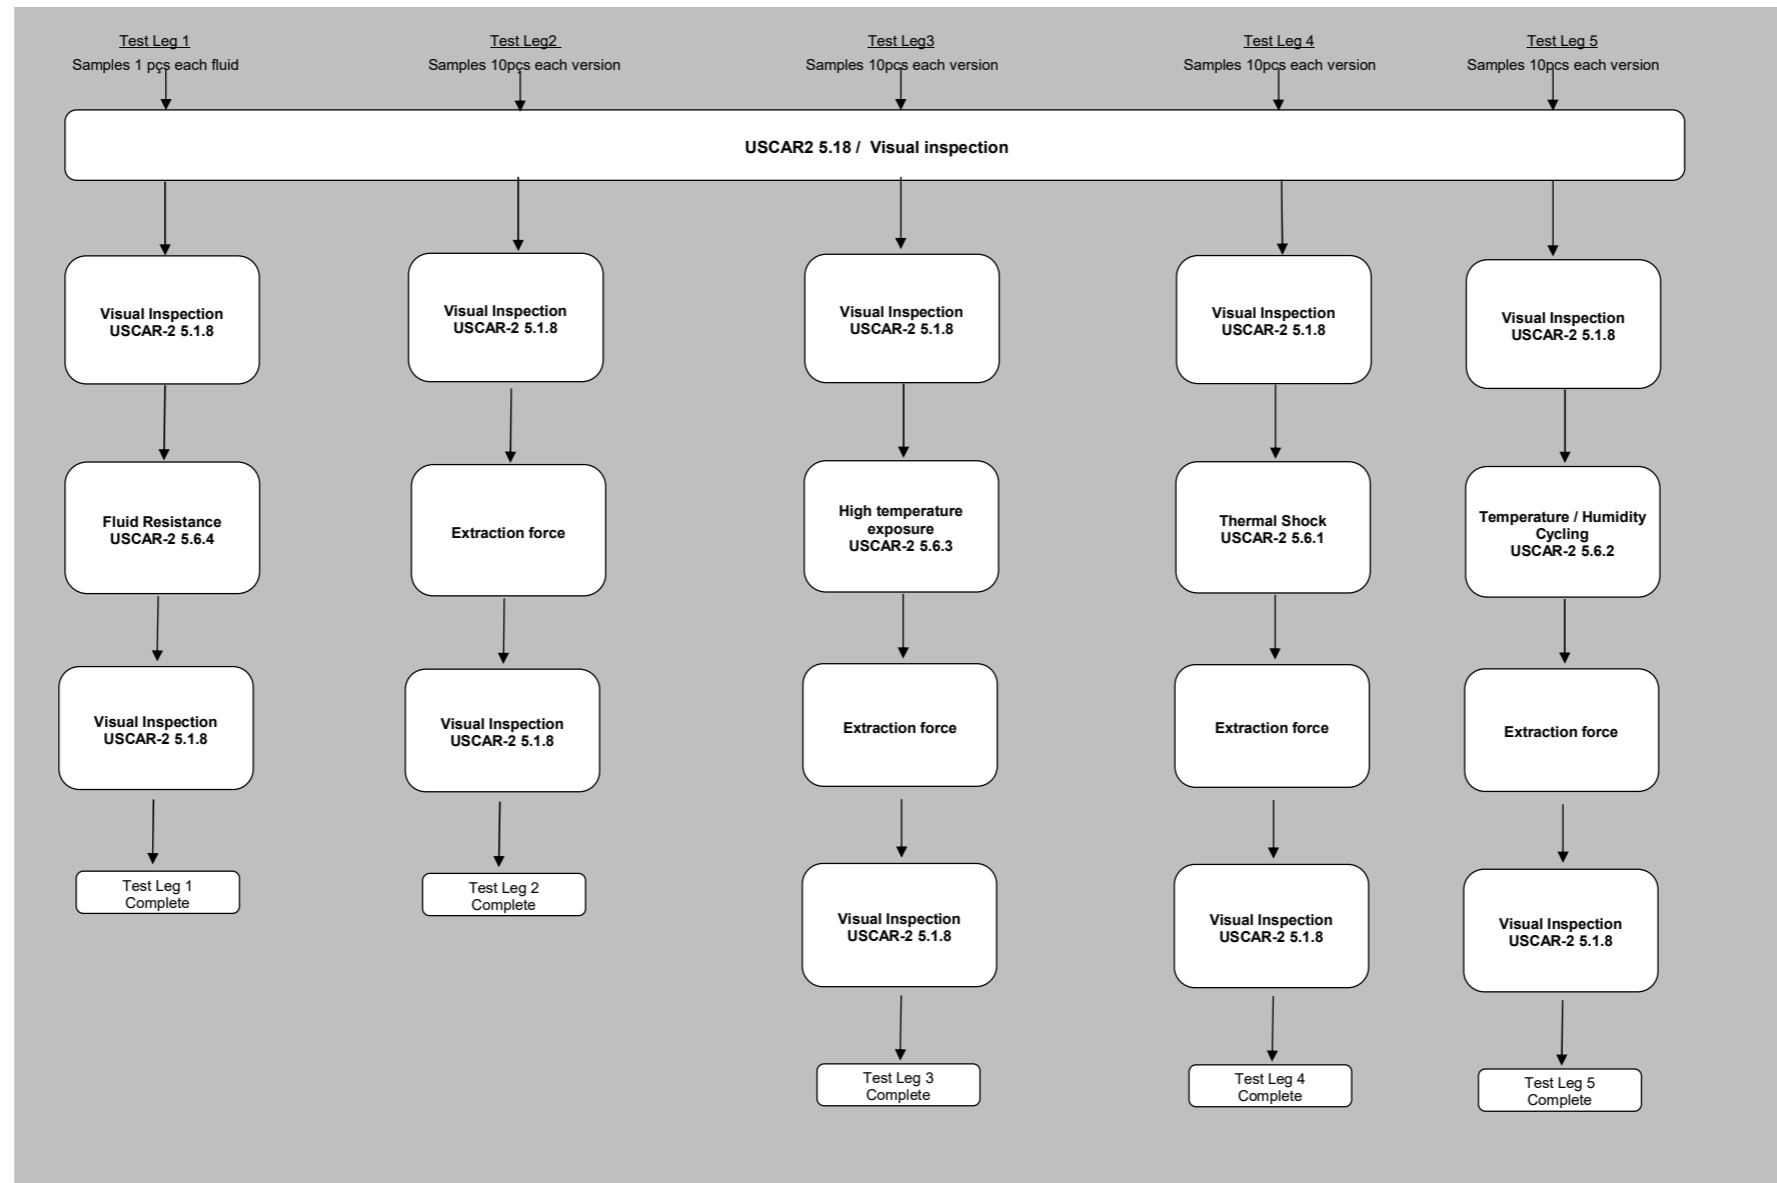 Test Leg 1
Samples 1 pçs each fluid
Test Leg2
Samples 10pcs each version
Test Leg3
Samples 10pcs each version
Test Leg 4
Samples 10pcs each version
Test Leg 5
Samples 10pcs each version
USCAR2 5.18 / Visual inspection
Visual Inspection
USCAR-2 5.1.8
Visual Inspection
USCAR-2 5.1.8
Visual Inspection
USCAR-2 5.1.8
Visual Inspection
USCAR-2 5.1.8
Visual Inspection
USCAR-2 5.1.8
Fluid Resistance
USCAR-2 5.6.4
Extraction force
High temperature
exposure
USCAR-2 5.6.3
Thermal Shock
USCAR-2 5.6.1
Temperature / Humidity
Cycling
USCAR-2 5.6.2
Visual Inspection
USCAR-2 5.1.8
Visual Inspection
USCAR-2 5.1.8
Extraction force
Extraction force
Extraction force
Test Leg 1
Complete
Test Leg 2
Complete
Visual Inspection
USCAR-2 5.1.8
Visual Inspection
USCAR-2 5.1.8
Visual Inspection
USCAR-2 5.1.8
Test Leg 3
Complete
Test Leg 4
Complete
Test Leg 5
Complete